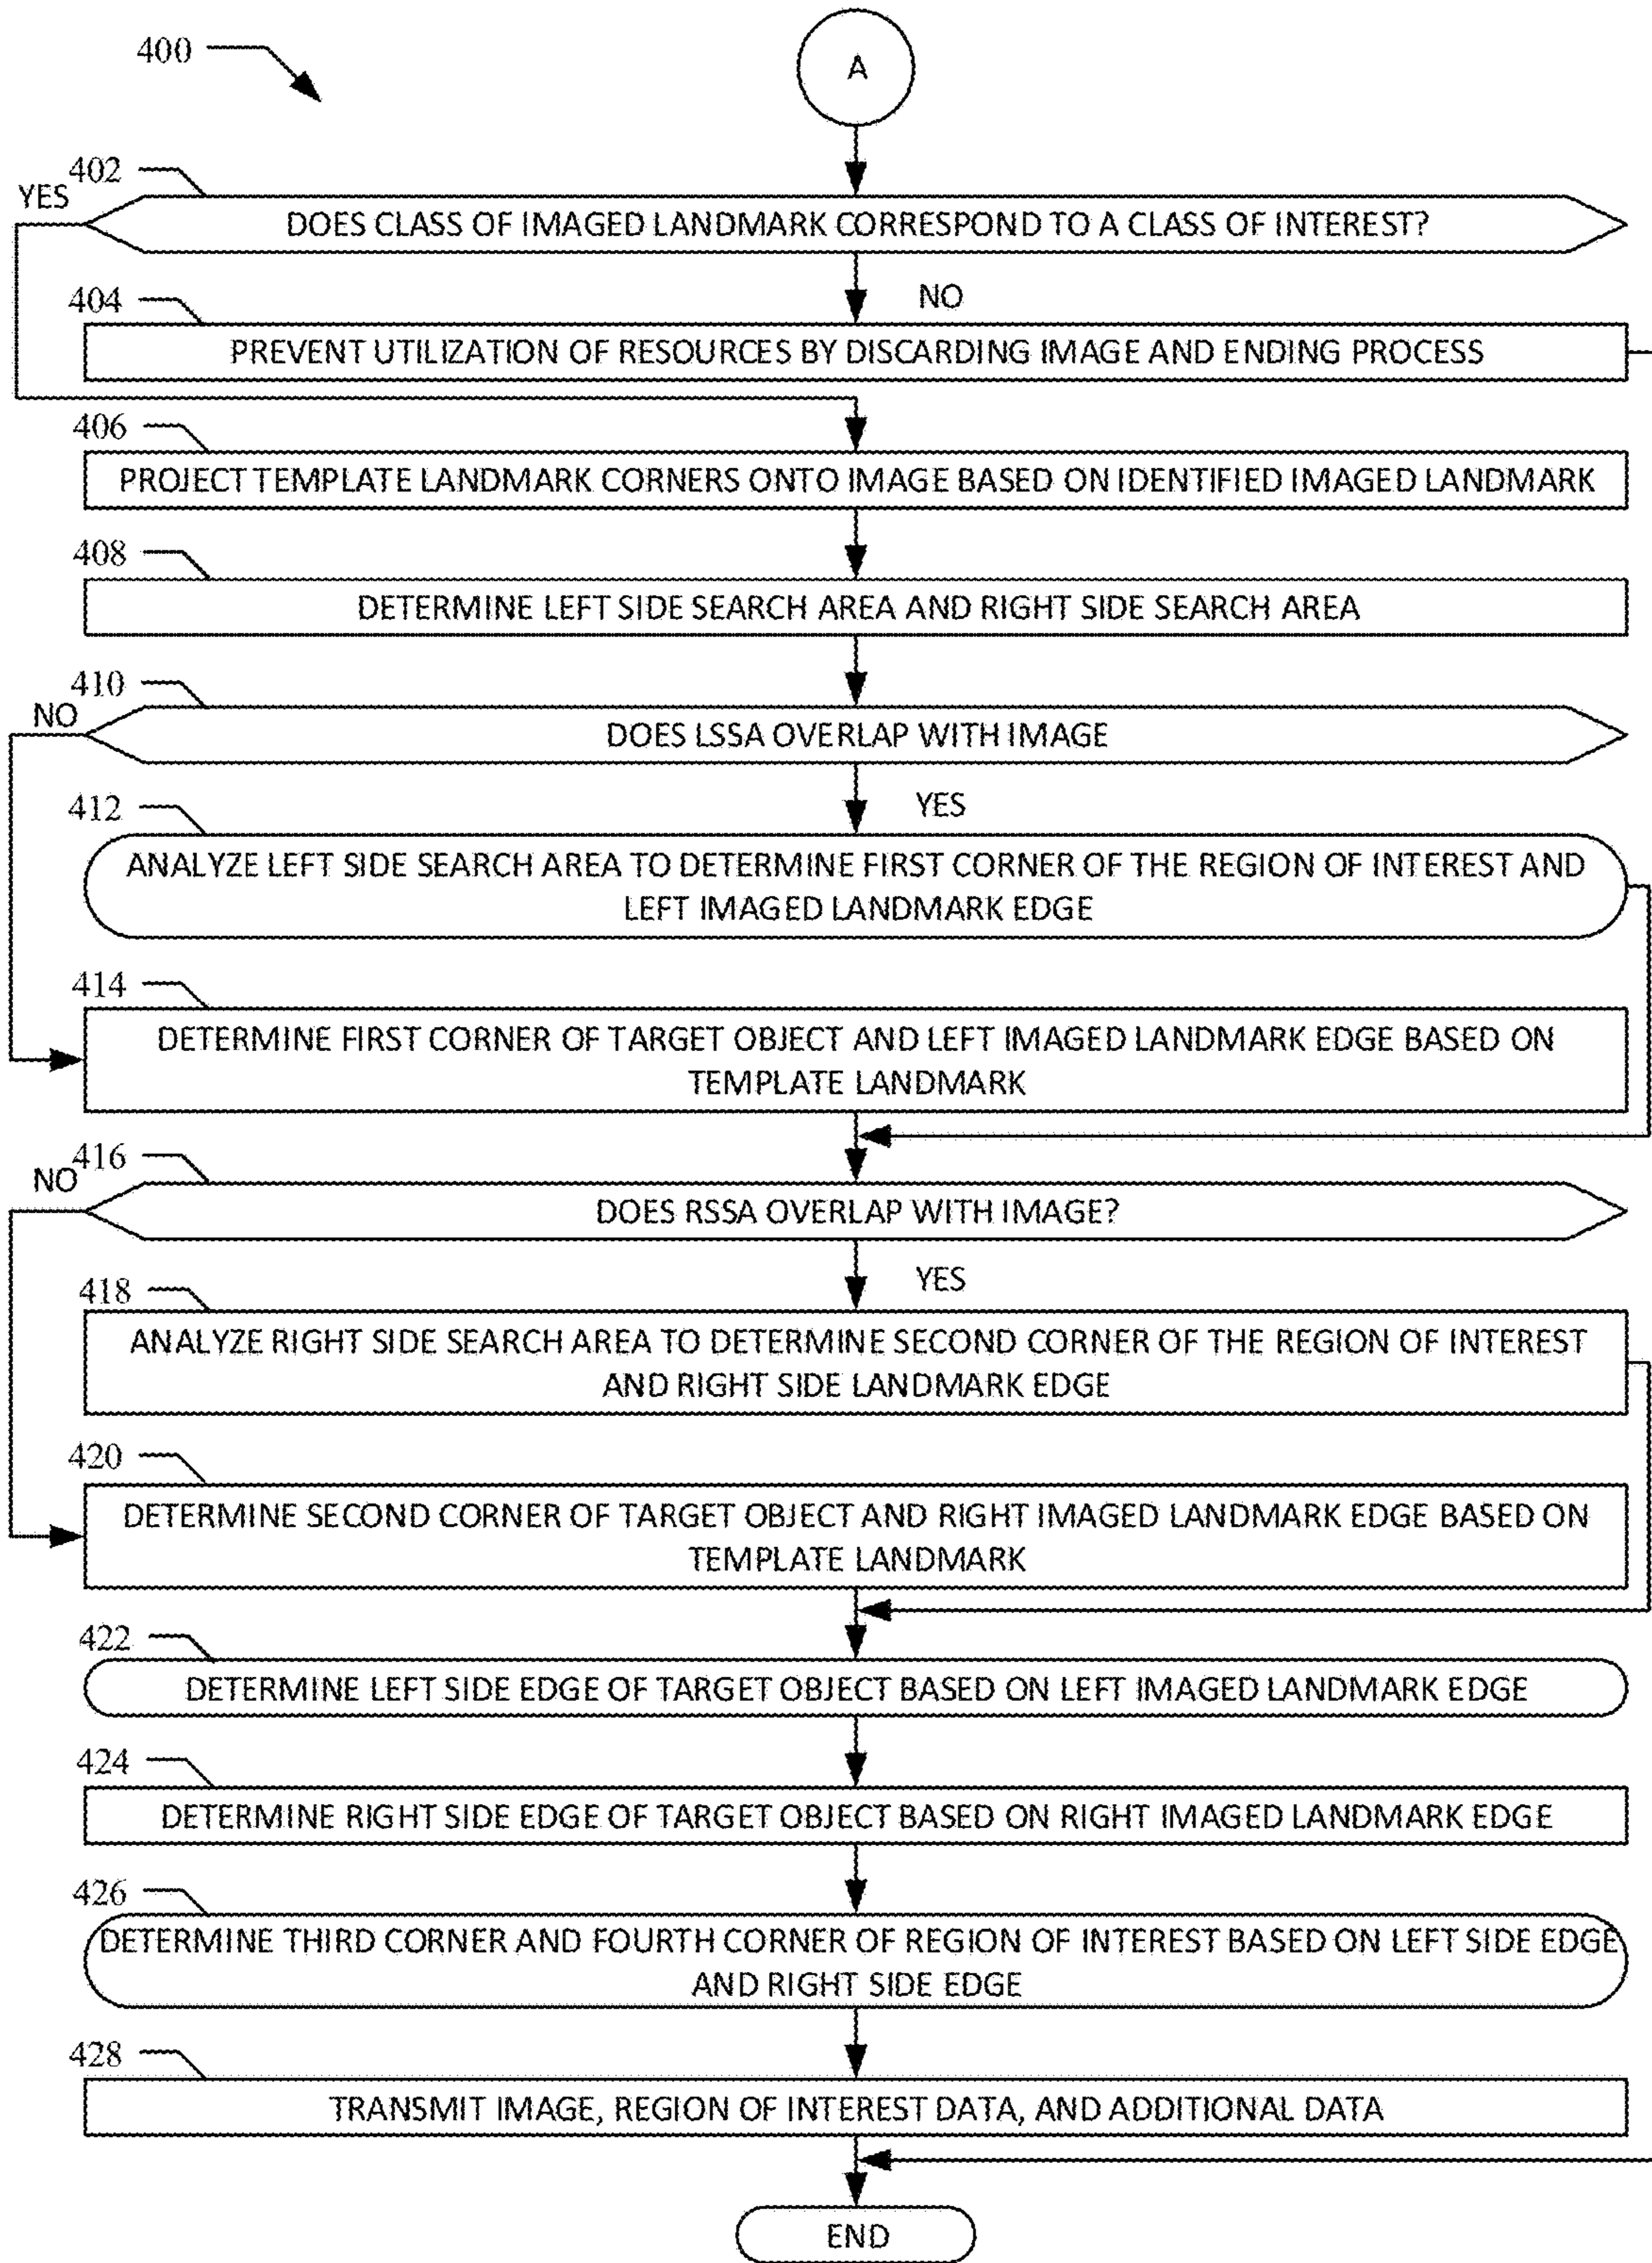 400
A
402
YES
DOES CLASS OF IMAGED LANDMARK CORRESPOND TO A CLASS OF INTEREST?
NO
404
PREVENT UTILIZATION OF RESOURCES BY DISCARDING IMAGE AND ENDING PROCESS
406
PROJECT TEMPLATE LANDMARK CORNERS ONTO IMAGE BASED ON IDENTIFIED IMAGED LANDMARK
408
DETERMINE LEFT SIDE SEARCH AREA AND RIGHT SIDE SEARCH AREA
410
NO
DOES LSSA OVERLAP WITH IMAGE
YES
412
ANALYZE LEFT SIDE SEARCH AREA TO DETERMINE FIRST CORNER OF THE REGION OF INTEREST AND
LEFT IMAGED LANDMARK EDGE
414
DETERMINE FIRST CORNER OF TARGET OBJECT AND LEFT IMAGED LANDMARK EDGE BASED ON
TEMPLATE LANDMARK
416
NO
DOES RSSA OVERLAP WITH IMAGE?
YES
418
ANALYZE RIGHT SIDE SEARCH AREA TO DETERMINE SECOND CORNER OF THE REGION OF INTEREST
AND RIGHT SIDE LANDMARK EDGE
420
DETERMINE SECOND CORNER OF TARGET OBJECT AND RIGHT IMAGED LANDMARK EDGE BASED ON
TEMPLATE LANDMARK
422
DETERMINE LEFT SIDE EDGE OF TARGET OBJECT BASED ON LEFT IMAGED LANDMARK EDGE
424
DETERMINE RIGHT SIDE EDGE OF TARGET OBJECT BASED ON RIGHT IMAGED LANDMARK EDGE
426
DETERMINE THIRD CORNER AND FOURTH CORNER OF REGION OF INTEREST BASED ON LEFT SIDE EDGE
AND RIGHT SIDE EDGE
428
TRANSMIT IMAGE, REGION OF INTEREST DATA, AND ADDITIONAL DATA
END